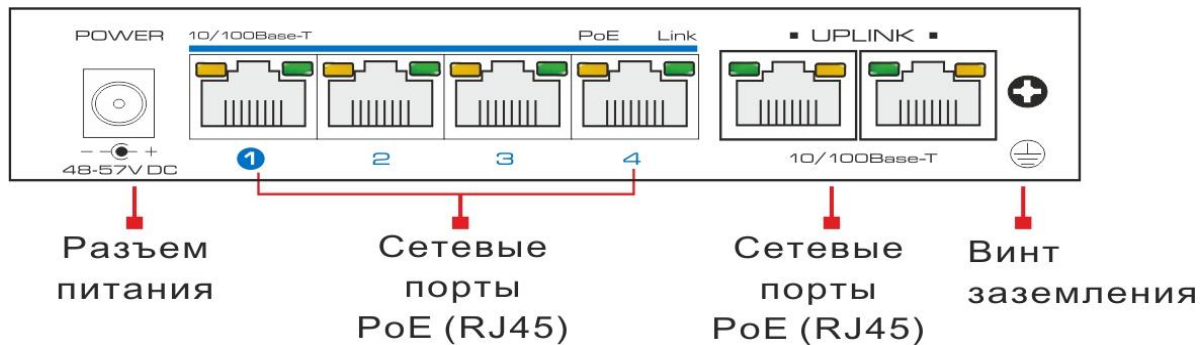 POWER
10/100Base-T
PoE Link
▪ UPLINK ▪
1
2
3
4
– +
48-57V DC
10/100Base-T
Разъем
питания
Сетевые
порты
PoE (RJ45)
Сетевые
порты
PoE (RJ45)
Винт
заземления